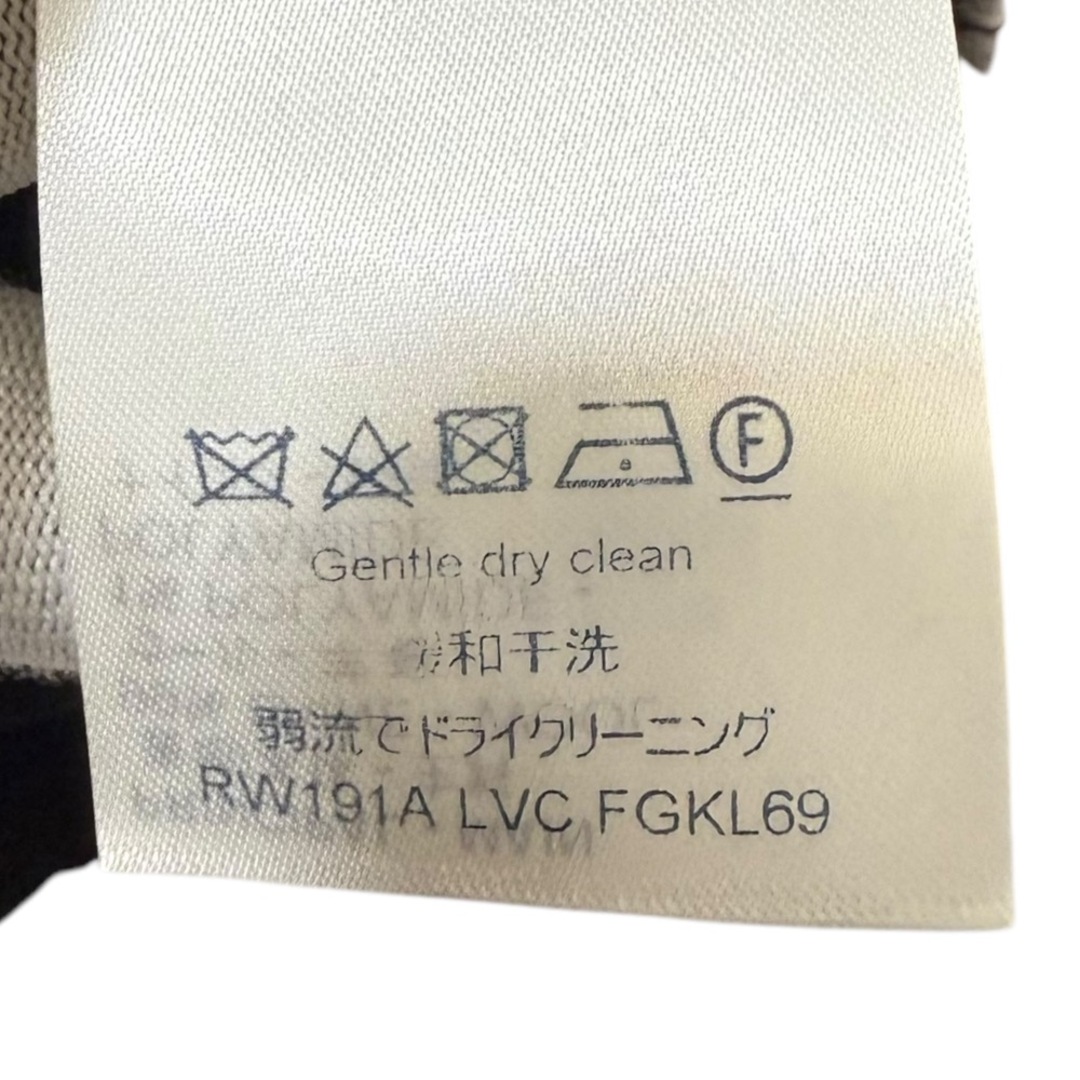 F
Gentle dry clean
和干洗
弱流でドライクリーニング
RW191A LVC FGKL69